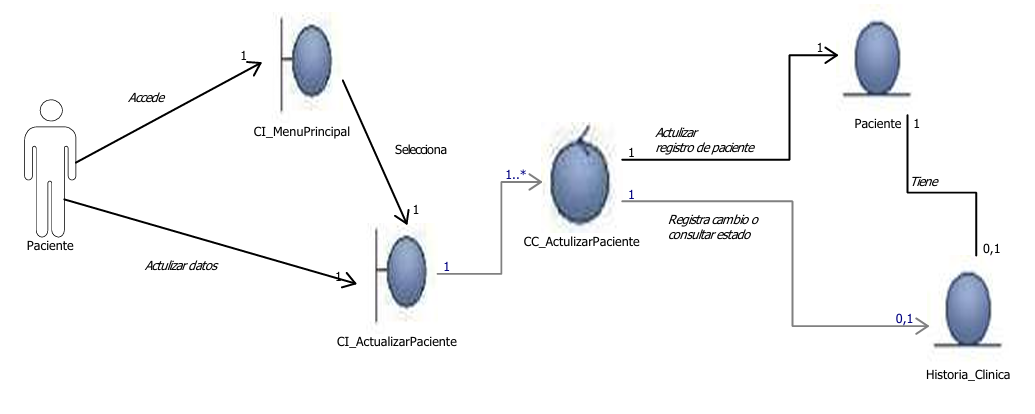 1
1
Paciente
Accede
CI_MenuPrincipal
Actulizar
registro de paciente
1
Selecciona
1
Tiene
1..*
1
1
Registra cambio o
consultar estado
CC_ActulizarPaciente
Paciente
Actulizar datos
1
1
0,1
CI_ActualizarPaciente
0,1
Historia_Clinica